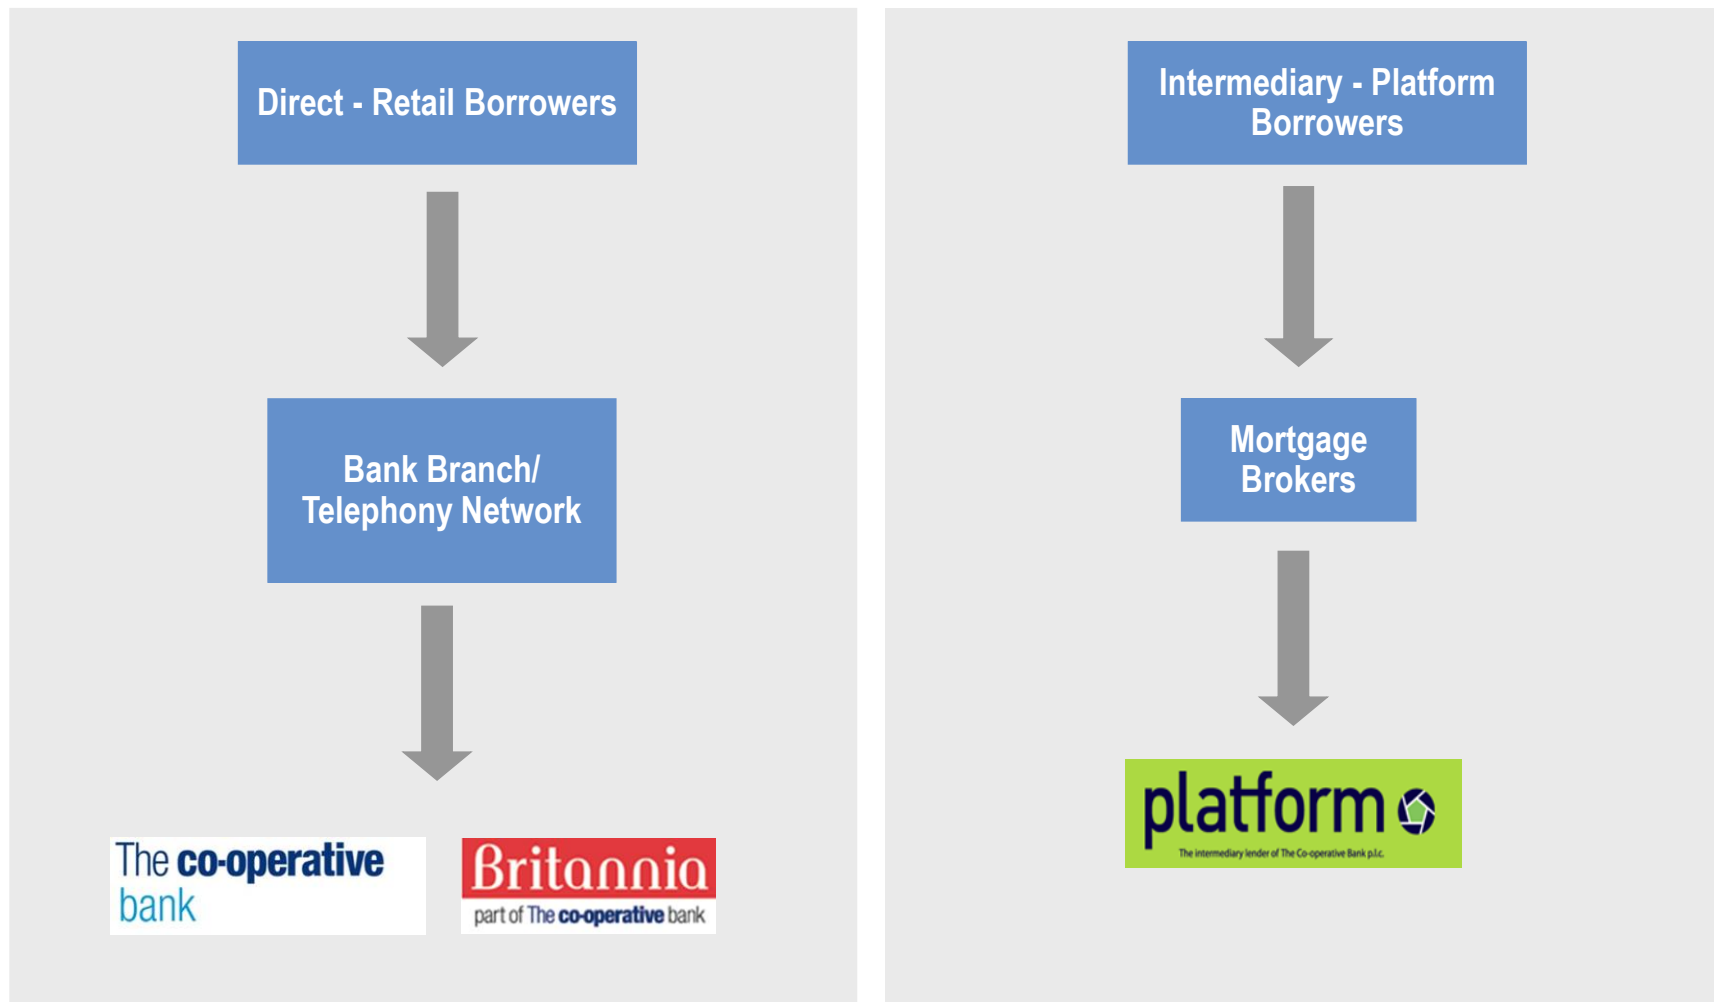 Direct - Retail Borrowers
Bank Branch/
Telephony Network
The co-operative
bank
Britannia
part of The co-operative bank
Intermediary - Platform
Borrowers
Mortgage
Brokers
platform
The intermediary lender of The Co-operative Bank p.l.c.